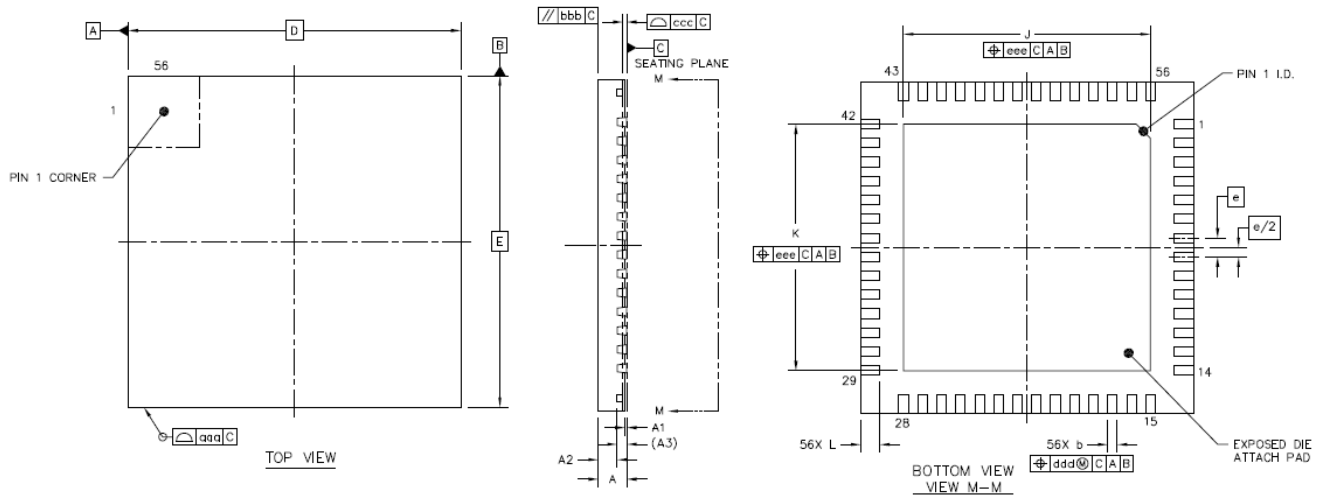 A
D
B
56
1
PIN 1 CORNER
E
⌓ aaa C
TOP VIEW
// bbb C
⌓ ccc C
C
SEATING PLANE
M
M
A1
(A3)
A2
A
J
⌖ eee C A B
43
56
PIN 1 I.D.
42
1
e
e/2
K
⌖ eee C A B
29
14
28
15
56X L
56X b
⌖ ddd Ⓜ C A B
EXPOSED DIE
ATTACH PAD
BOTTOM VIEW
VIEW M-M